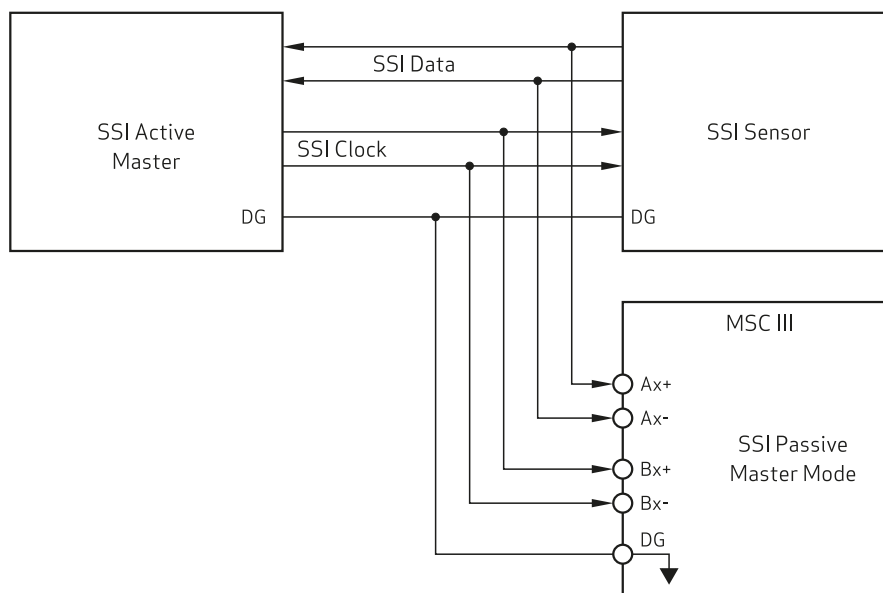 SSI Data
SSI Active
Master
SSI Clock
DG
SSI Sensor
DG
MSC III
Ax+
Ax-
Bx+
Bx-
DG
SSI Passive
Master Mode